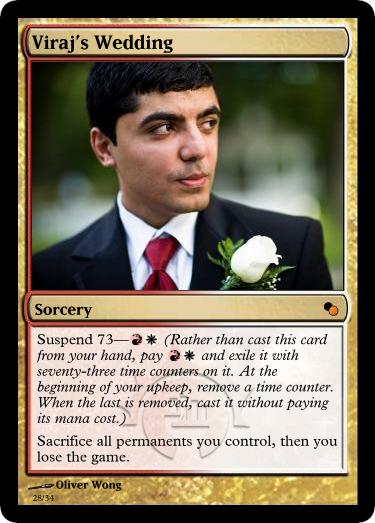 Viraj's Wedding
Sorcery
Suspend 73— (Rather than cast this card
from your hand, pay and exile it with
seventy-three time counters on it. At the
beginning of your upkeep, remove a time counter.
When the last is removed, cast it without paying
its mana cost.)
Sacrifice all permanents you control, then you
lose the game.
Oliver Wong
28/34